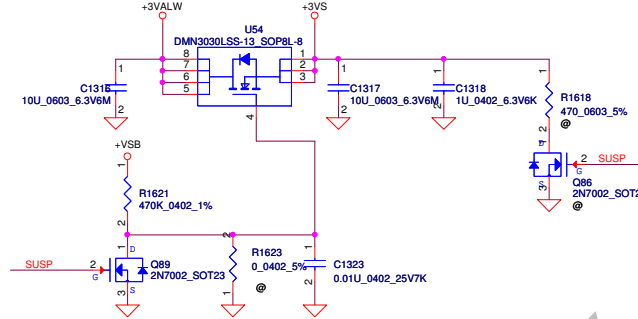 +3VALW
+3VS
U54
DMN3030LSS-13_SOP8L-8
8
7
6
5
1
2
3
4
1
C1316
10U_0603_6.3V6M
2
1
C1317
10U_0603_6.3V6M
2
1
C1318
1U_0402_6.3V6K
2
1
R1618
470_0603_5%
@
2
+VSB
1
R1621
470K_0402_1%
2
1
D
SUSP
2
G
Q86
3
S
2N7002_SOT2
@
SUSP
2
G
1
D
Q89
2N7002_SOT23
3
S
2
R1623
0_0402_5%
@
1
1
C1323
0.01U_0402_25V7K
2